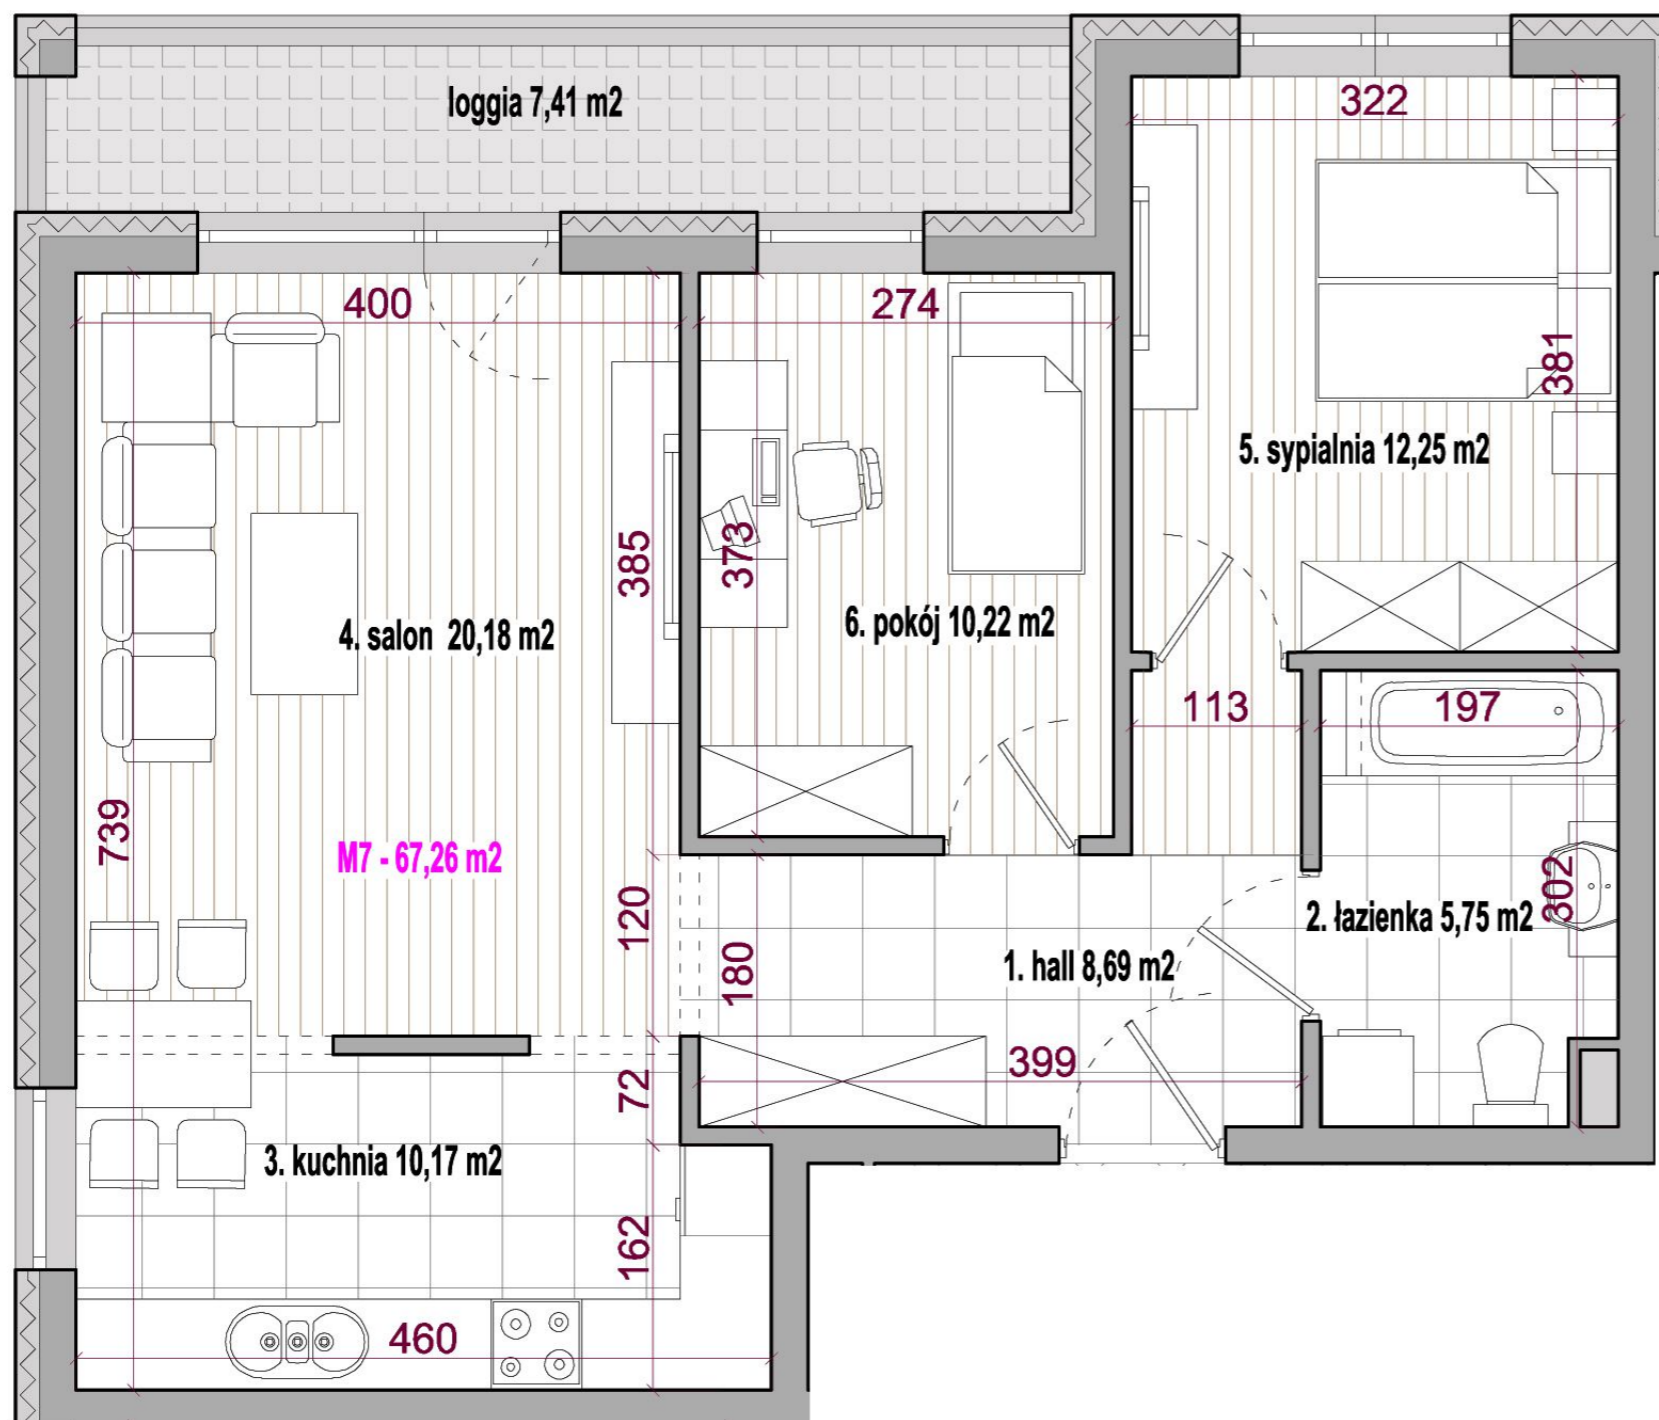 loggia 7,41 m2
322
400
274
381
5. sypialnia 12,25 m2
385
373
4. salon 20,18 m2
6. pokój 10,22 m2
113
197
739
M7 - 67,26 m2
120
302
2. łazienka 5,75 m2
180
1. hall 8,69 m2
399
72
3. kuchnia 10,17 m2
162
460